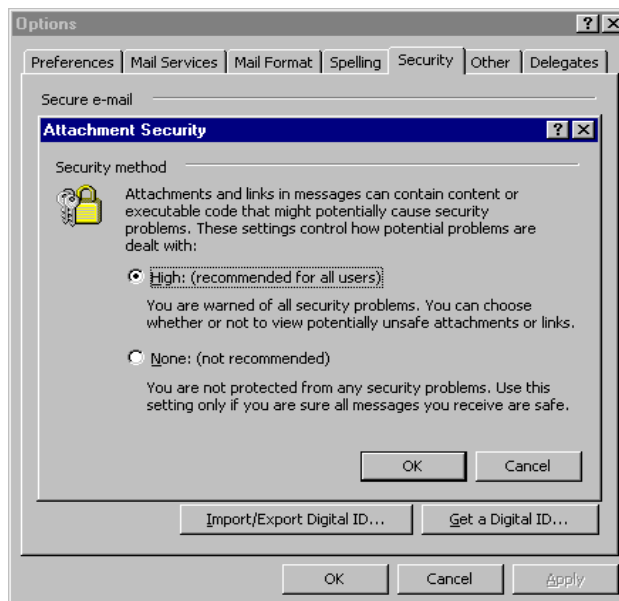 Options
Preferences Mail Services Mail Format Spelling Security Other Delegates
Secure e-mail
Attachment Security
Security method
Attachments and links in messages can contain content or
executable code that might potentially cause security
problems. These settings control how potential problems are
dealt with:
High: (recommended for all users)
You are warned of all security problems. You can choose
whether or not to view potentially unsafe attachments or links.
None: (not recommended)
You are not protected from any security problems. Use this
setting only if you are sure all messages you receive are safe.
OK Cancel
Import/Export Digital ID... Get a Digital ID...
OK Cancel Apply